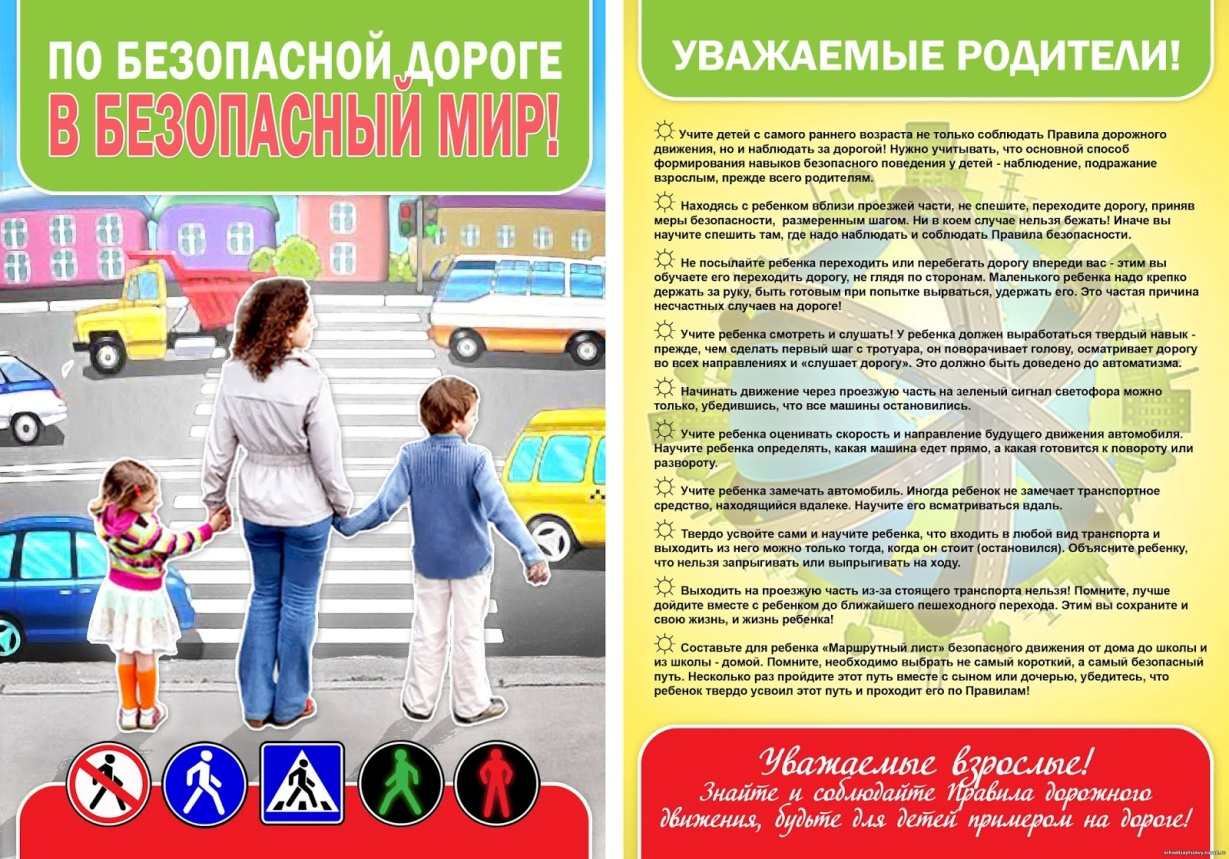 ПО БЕЗОПАСНОЙ ДОРОГЕ
В БЕЗОПАСНЫЙ МИР!
УВАЖАЕМЫЕ РОДИТЕЛИ!
Учите детей с самого раннего возраста не только соблюдать Правила дорожного
движения, но и наблюдать за дорогой! Нужно учитывать, что основной способ
формирования навыков безопасного поведения у детей - наблюдение, подражание
взрослым, прежде всего родителям.
Находясь с ребенком вблизи проезжей части, не спешите, переходите дорогу, приняв
меры безопасности, размеренным шагом. Ни в коем случае нельзя бежать! Иначе вы
научите спешить там, где надо наблюдать и соблюдать Правила безопасности.
Не посылайте ребенка переходить или перебегать дорогу впереди вас - этим вы
обучаете его переходить дорогу, не глядя по сторонам. Маленького ребенка надо крепко
держать за руку, быть готовым при попытке вырваться, удержать его. Это частая причина
несчастных случаев на дороге!
Учите ребенка смотреть и слушать! У ребенка должен выработаться твердый навык -
прежде, чем сделать первый шаг с тротуара, он поворачивает голову, осматривает дорогу
во всех направлениях и «слушает дорогу». Это должно быть доведено до автоматизма.
Начинать движение через проезжую часть на зеленый сигнал светофора можно
только, убедившись, что все машины остановились.
Учите ребенка оценивать скорость и направление будущего движения автомобиля.
Научите ребенка определять, какая машина едет прямо, а какая готовится к повороту или
развороту.
Учите ребенка замечать автомобиль. Иногда ребенок не замечает транспортное
средство, находящийся вдалеке. Научите его всматриваться вдаль.
Твердо усвойте сами и научите ребенка, что входить в любой вид транспорта и
выходить из него можно только тогда, когда он стоит (остановился). Объясните ребенку,
что нельзя запрыгивать или выпрыгивать на ходу.
Выходить на проезжую часть из-за стоящего транспорта нельзя! Помните, лучше
дойдите вместе с ребенком до ближайшего пешеходного перехода. Этим вы сохраните и
свою жизнь, и жизнь ребенка!
Составьте для ребенка «Маршрутный лист» безопасного движения от дома до школы и
из школы - домой. Помните, необходимо выбрать не самый короткий, а самый безопасный
путь. Несколько раз пройдите этот путь вместе с сыном или дочерью, убедитесь, что
ребенок твердо усвоил этот путь и проходит его по Правилам!
Уважаемые взрослые!
Знайте и соблюдайте Правила дорожного
движения, будьте для детей примером на дороге!